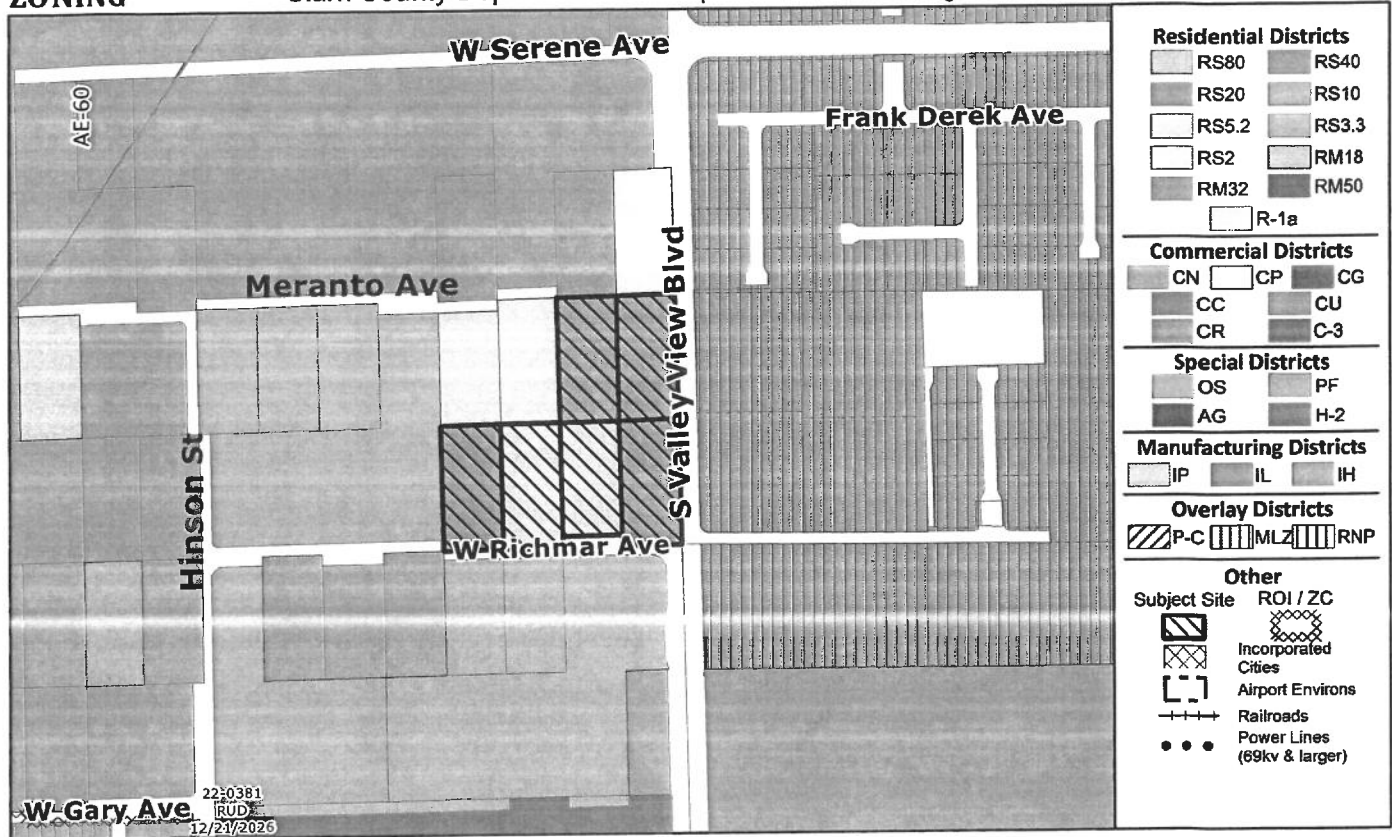 ZONING
W Serene Ave
AE-60
Frank Derek Ave
Meranto Ave
S Valley View Blvd
Hinson St
W Richmar Ave
W Gary Ave
22-0381
RUD
12/21/2026
Residential Districts
RS80 RS40
RS20 RS10
RS5.2 RS3.3
RS2 RM18
RM32 RM50
R-1a
Commercial Districts
CN CP CG
CC CU
CR C-3
Special Districts
OS PF
AG H-2
Manufacturing Districts
IP IL IH
Overlay Districts
P-C MLZ RNP
Other
Subject Site ROI / ZC
Incorporated
Cities
Airport Environs
Railroads
Power Lines
(69kv & larger)